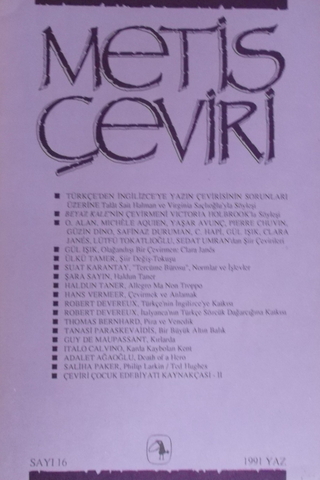 METİS
ÇEVİRİ
TÜRKÇE'DEN İNGİLİZCE'YE YAZIN ÇEVİRİSİNİN SORUNLARI
ÜZERİNE Talât Sait Halman ve Virginia Saçlıoğlu'yla Söyleşi
BEYAZ KALE'NİN ÇEVİRMENİ VICTORIA HOLBROOK'la Söyleşi
O. ALAN, MICHÈLE AQUIEN, YAŞAR AVUNÇ, PIERRE CHUVIN,
GÜZİN DİNO, SAFİNAZ DURUMAN, C. HAPİ, GÜL IŞIK, CLARA
JANÉS, LÜTFÜ TOKATLIOĞLU, SEDAT UMRAN'dan Şiir Çevirileri
GÜL IŞIK, Olağandışı Bir Çevirmen: Clara Janés
ÜLKÜ TAMER, Şiir-Değiş-Tokuşu
SUAT KARANTAY, "Tercüme Bürosu": Normlar ve İşlevler
ŞARA SAYIN, Haldun Taner
HALDUN TANER, Allegro Ma Non Troppo
HANS VERMEER, Çevirmek ve Anlamak
ROBERT DEVEREUX, Türkçe'nin İngilizce'ye Katkısı
ROBERT DEVEREUX, İtalyanca'nın Türkçe Sözcük Dağarcığına Katkısı
THOMAS BERNHARD, Pisa ve Venedik
TANASI PARASKEVAİDİS, Bir Büyük Altın Balık
GUY DE MAUPASSANT, Kırlarda
ITALO CALVINO, Karda Kaybolan Kent
ADALET AĞAOĞLU, Death of a Hero
SALİHA PAKER, Philip Larkin / Ted Hughes
ÇEVİRİ ÇOCUK EDEBİYATI KAYNAKÇASI - II
SAYI 16
1991 YAZ